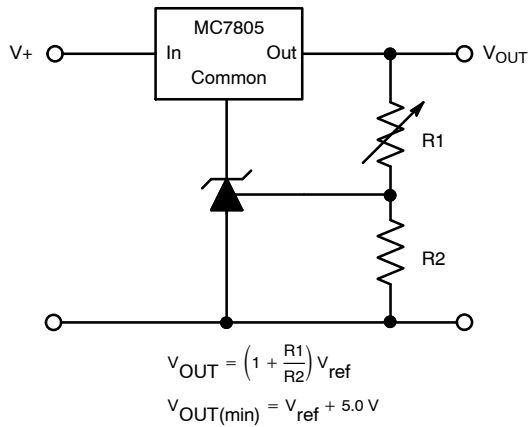 MC7805
V+ In Out VOUT
Common
R1
R2
VOUT = (1 + R1/R2) Vref
VOUT(min) = Vref + 5.0 V